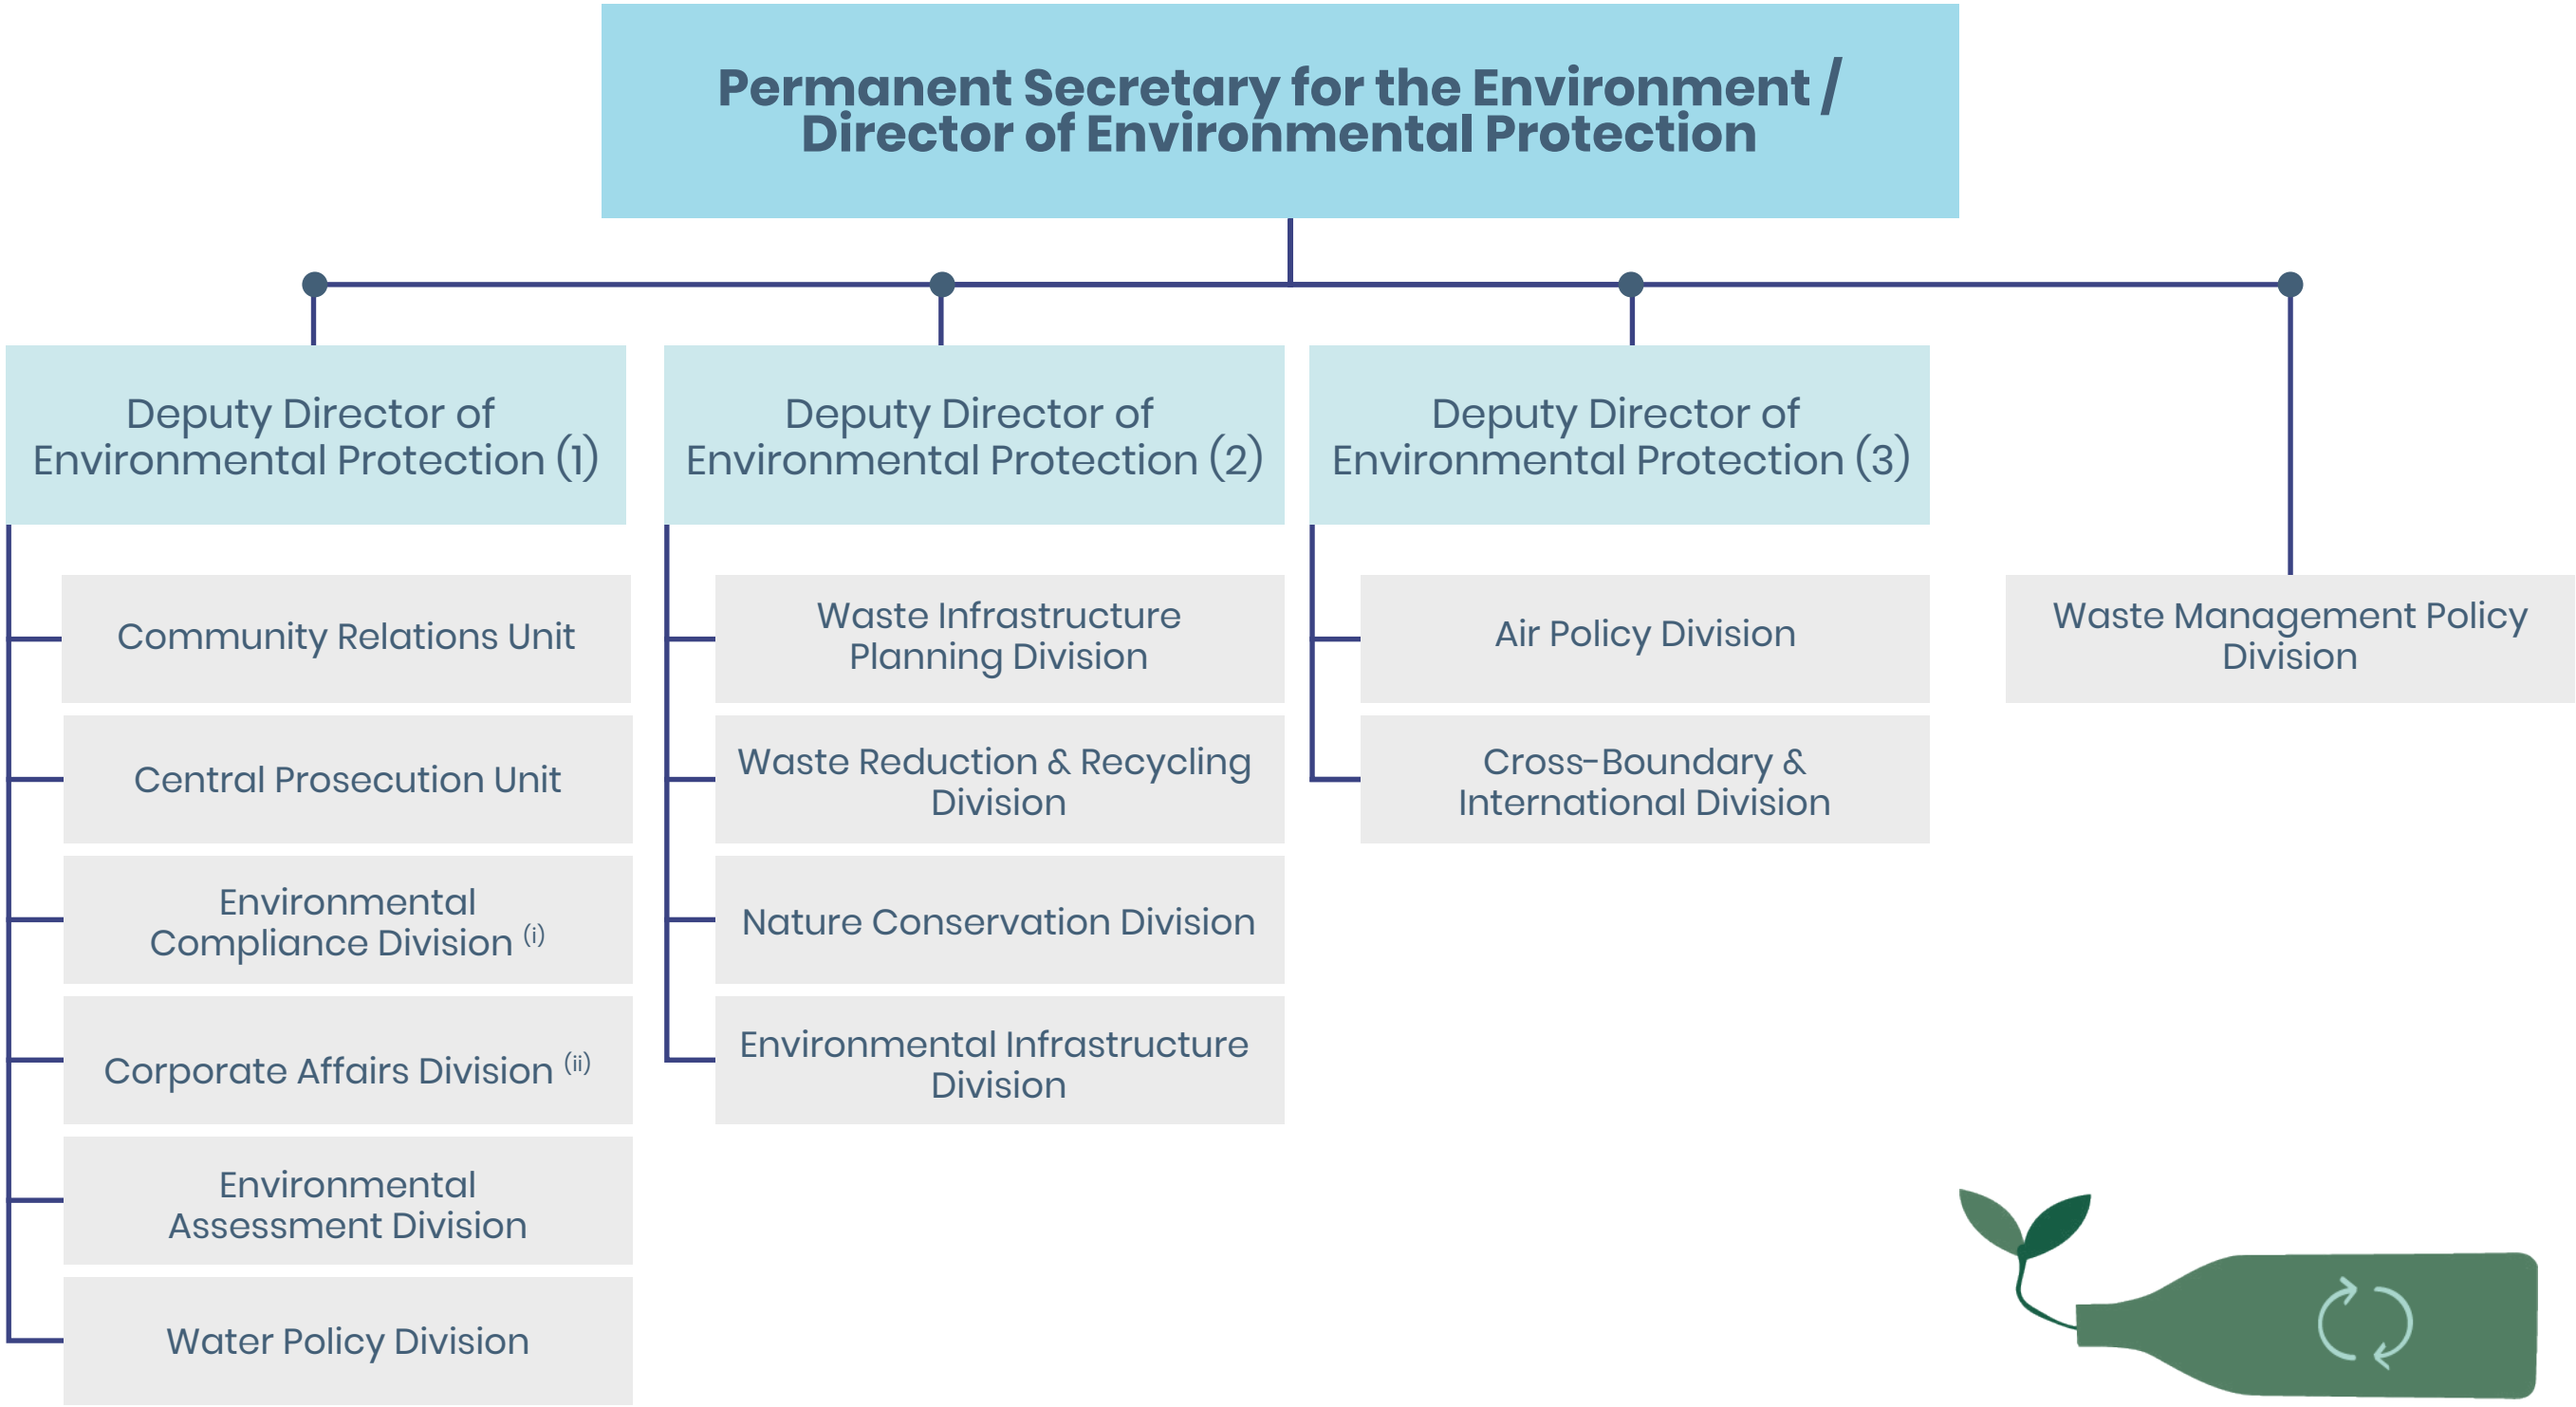 Permanent Secretary for the Environment /
Director of Environmental Protection
Deputy Director of
Environmental Protection (1)
Community Relations Unit
Central Prosecution Unit
Environmental
Compliance Division (i)
Corporate Affairs Division (ii)
Environmental
Assessment Division
Water Policy Division
Deputy Director of
Environmental Protection (2)
Waste Infrastructure
Planning Division
Waste Reduction & Recycling
Division
Nature Conservation Division
Environmental Infrastructure
Division
Deputy Director of
Environmental Protection (3)
Air Policy Division
Cross-Boundary &
International Division
Waste Management Policy
Division